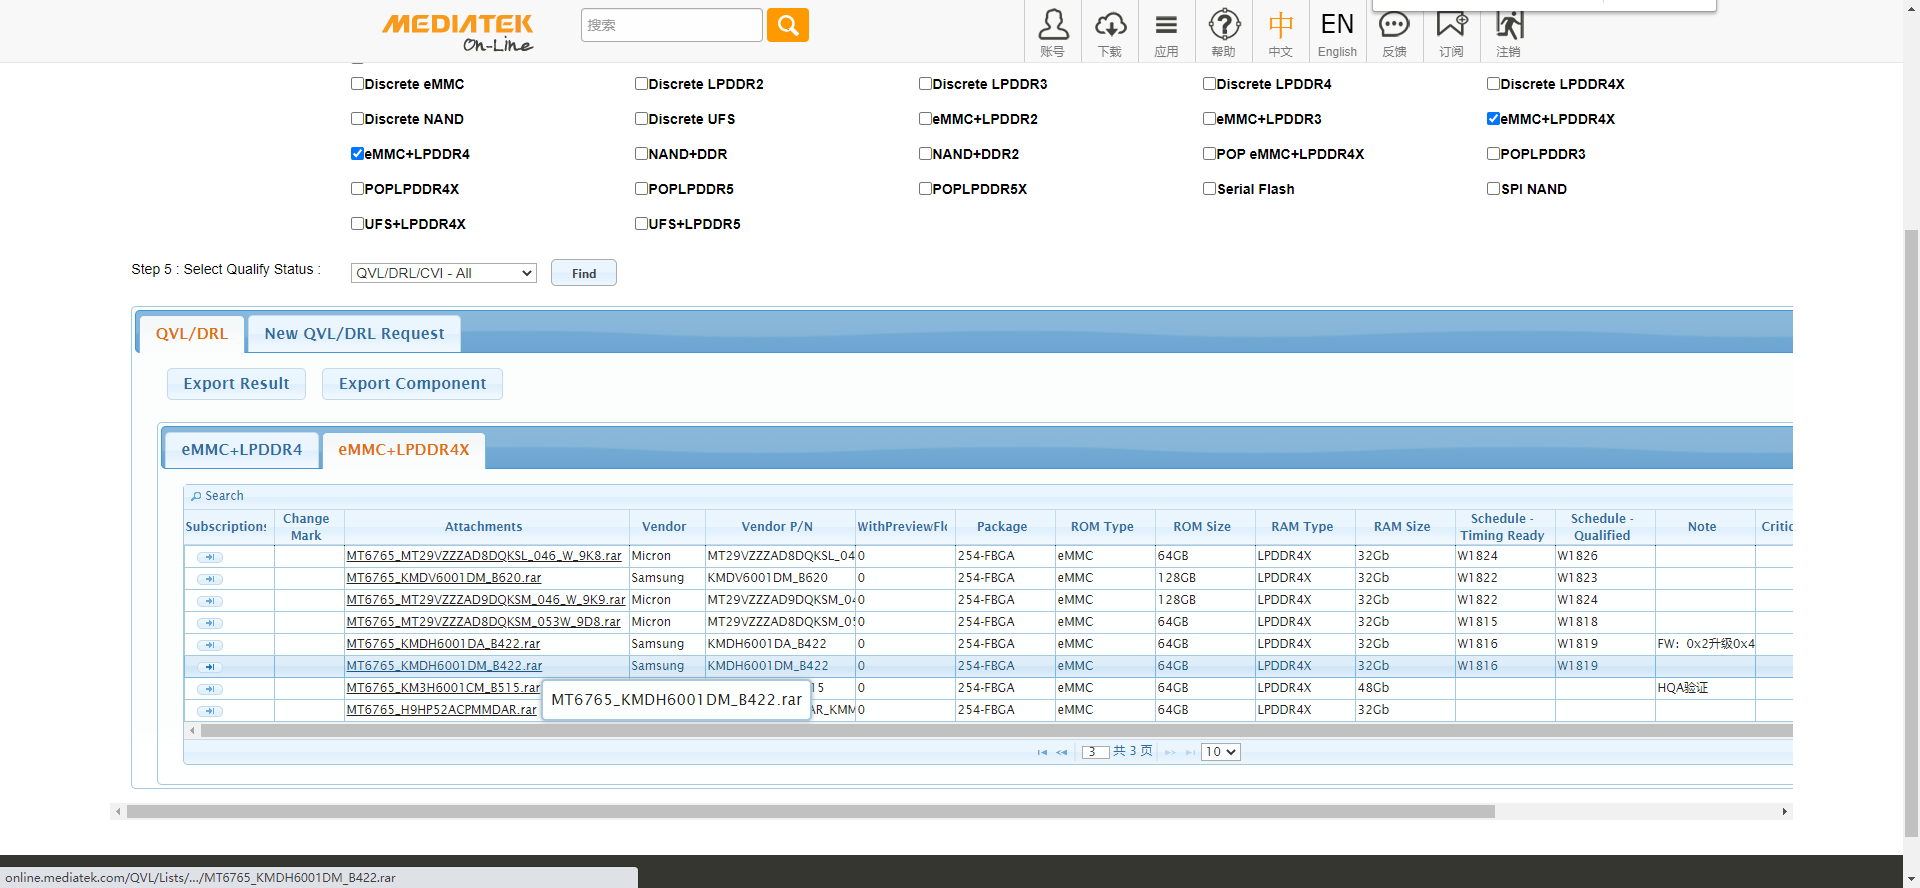 MEDIATEK
On-Line
搜索
账号
下载
应用
帮助
中
中文
EN
English
反馈
订阅
注销
Discrete eMMC Discrete LPDDR2 Discrete LPDDR3 Discrete LPDDR4 Discrete LPDDR4X
Discrete NAND Discrete UFS eMMC+LPDDR2 eMMC+LPDDR3 eMMC+LPDDR4X
eMMC+LPDDR4 NAND+DDR NAND+DDR2 POP eMMC+LPDDR4X POPLPDDR3
POPLPDDR4X POPLPDDR5 POPLPDDR5X Serial Flash SPI NAND
UFS+LPDDR4X UFS+LPDDR5
Step 5 : Select Qualify Status : QVL/DRL/CVI - All Find
QVL/DRL New QVL/DRL Request
Export Result Export Component
eMMC+LPDDR4 eMMC+LPDDR4X
Search
Subscriptions Change Mark Attachments Vendor Vendor P/N WithPreviewFl Package ROM Type ROM Size RAM Type RAM Size Schedule - Timing Ready Schedule - Qualified Note Critic
MT6765_MT29VZZZAD8DQKSL_046_W_9K8.rar Micron MT29VZZZAD8DQKSL_04 0 254-FBGA eMMC 64GB LPDDR4X 32Gb W1824 W1826
MT6765_KMDV6001DM_B620.rar Samsung KMDV6001DM_B620 0 254-FBGA eMMC 128GB LPDDR4X 32Gb W1822 W1823
MT6765_MT29VZZZAD9DQKSM_046_W_9K9.rar Micron MT29VZZZAD9DQKSM_04 0 254-FBGA eMMC 128GB LPDDR4X 32Gb W1822 W1824
MT6765_MT29VZZZAD8DQKSM_053W_9D8.rar Micron MT29VZZZAD8DQKSM_05 0 254-FBGA eMMC 64GB LPDDR4X 32Gb W1815 W1818
MT6765_KMDH6001DA_B422.rar Samsung KMDH6001DA_B422 0 254-FBGA eMMC 64GB LPDDR4X 32Gb W1816 W1819 FW：0x2升级0x4
MT6765_KMDH6001DM_B422.rar Samsung KMDH6001DM_B422 0 254-FBGA eMMC 64GB LPDDR4X 32Gb W1816 W1819
MT6765_KM3H6001CM_B515.rar 15 0 254-FBGA eMMC 64GB LPDDR4X 48Gb HQA验证
MT6765_KMDH6001DM_B422.rar
MT6765_H9HP52ACPMMDAR.rar AR_KMM 0 254-FBGA eMMC 64GB LPDDR4X 32Gb
3 共 3 页 10
online.mediatek.com/QVL/Lists/.../MT6765_KMDH6001DM_B422.rar